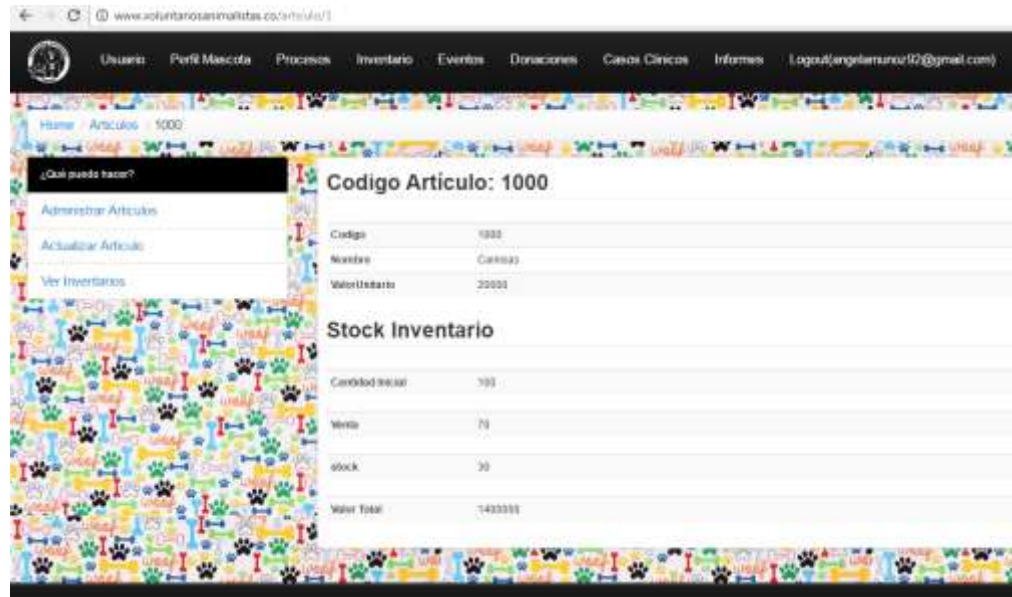 www.voluntariosanimalistas.co/articulo/1
Usuario Perfil Mascota Procesos Inventario Eventos Donaciones Casos Clinicos Informes Logout(angelamunoz92@gmail.com)
Home / Articulos / 1000
¿Qué puedo hacer?
Administrar Articulos
Actualizar Articulo
Ver Inventarios
Codigo Artículo: 1000
Codigo 1000
Nombre Camisas
ValorUnitario 20000
Stock Inventario
Cantidad Inicial 100
Venta 70
stock 30
Valor Total 1400000
woof